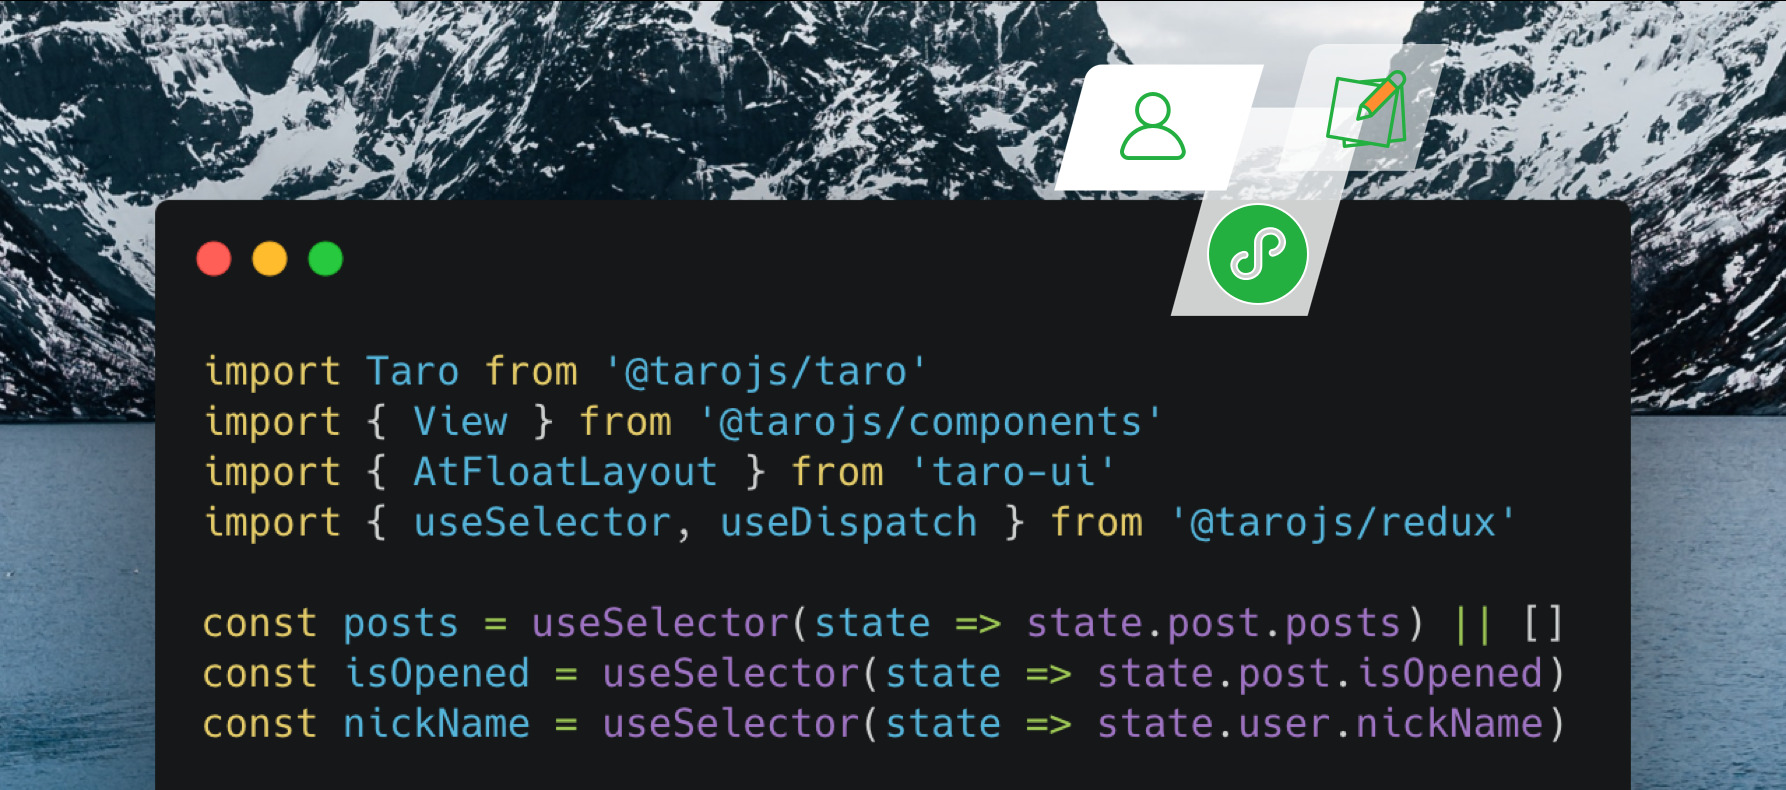 import Taro from '@tarojs/taro'
import { View } from '@tarojs/components'
import { AtFloatLayout } from 'taro-ui'
import { useSelector, useDispatch } from '@tarojs/redux'
const posts = useSelector(state => state.post.posts) || []
const isOpened = useSelector(state => state.post.isOpened)
const nickName = useSelector(state => state.user.nickName)